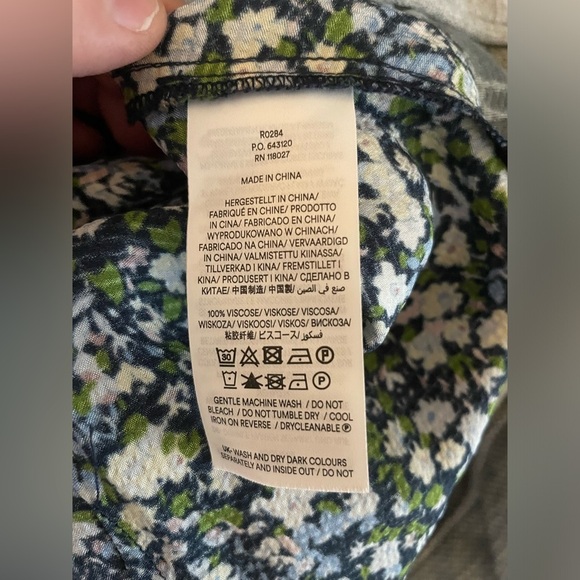 R0284
P.O. 643120
RN 118027
MADE IN CHINA
HERGESTELLT IN CHINA/
FABRIQUÉ EN CHINE/ PRODOTTO
IN CINA/ FABRICADO EN CHINA/
WYPRODUKOWANO W CHINACH/
FABRICADO NA CHINA/ VERVAARDIGD
IN CHINA/ VALMISTETTU KIINASSA/
TILLVERKAD I KINA/ FREMSTILLET I
KINA/ PRODUSERT I KINA/ СДЕЛАНО В
КИТАЕ/ 中国製造/ 中国製/ صنع في الصين
100% VISCOSE/ VISKOSE/ VISCOSA/
WISKOZA/ VISKOOSI/ VISKOS/ ВИСКОЗА/
粘胶纤维/ ビスコース/ فسكوز
30 P
P
GENTLE MACHINE WASH / DO NOT
BLEACH / DO NOT TUMBLE DRY / COOL
IRON ON REVERSE / DRYCLEANABLE P
UK- WASH AND DRY DARK COLOURS
SEPARATELY AND INSIDE OUT / DO NOT